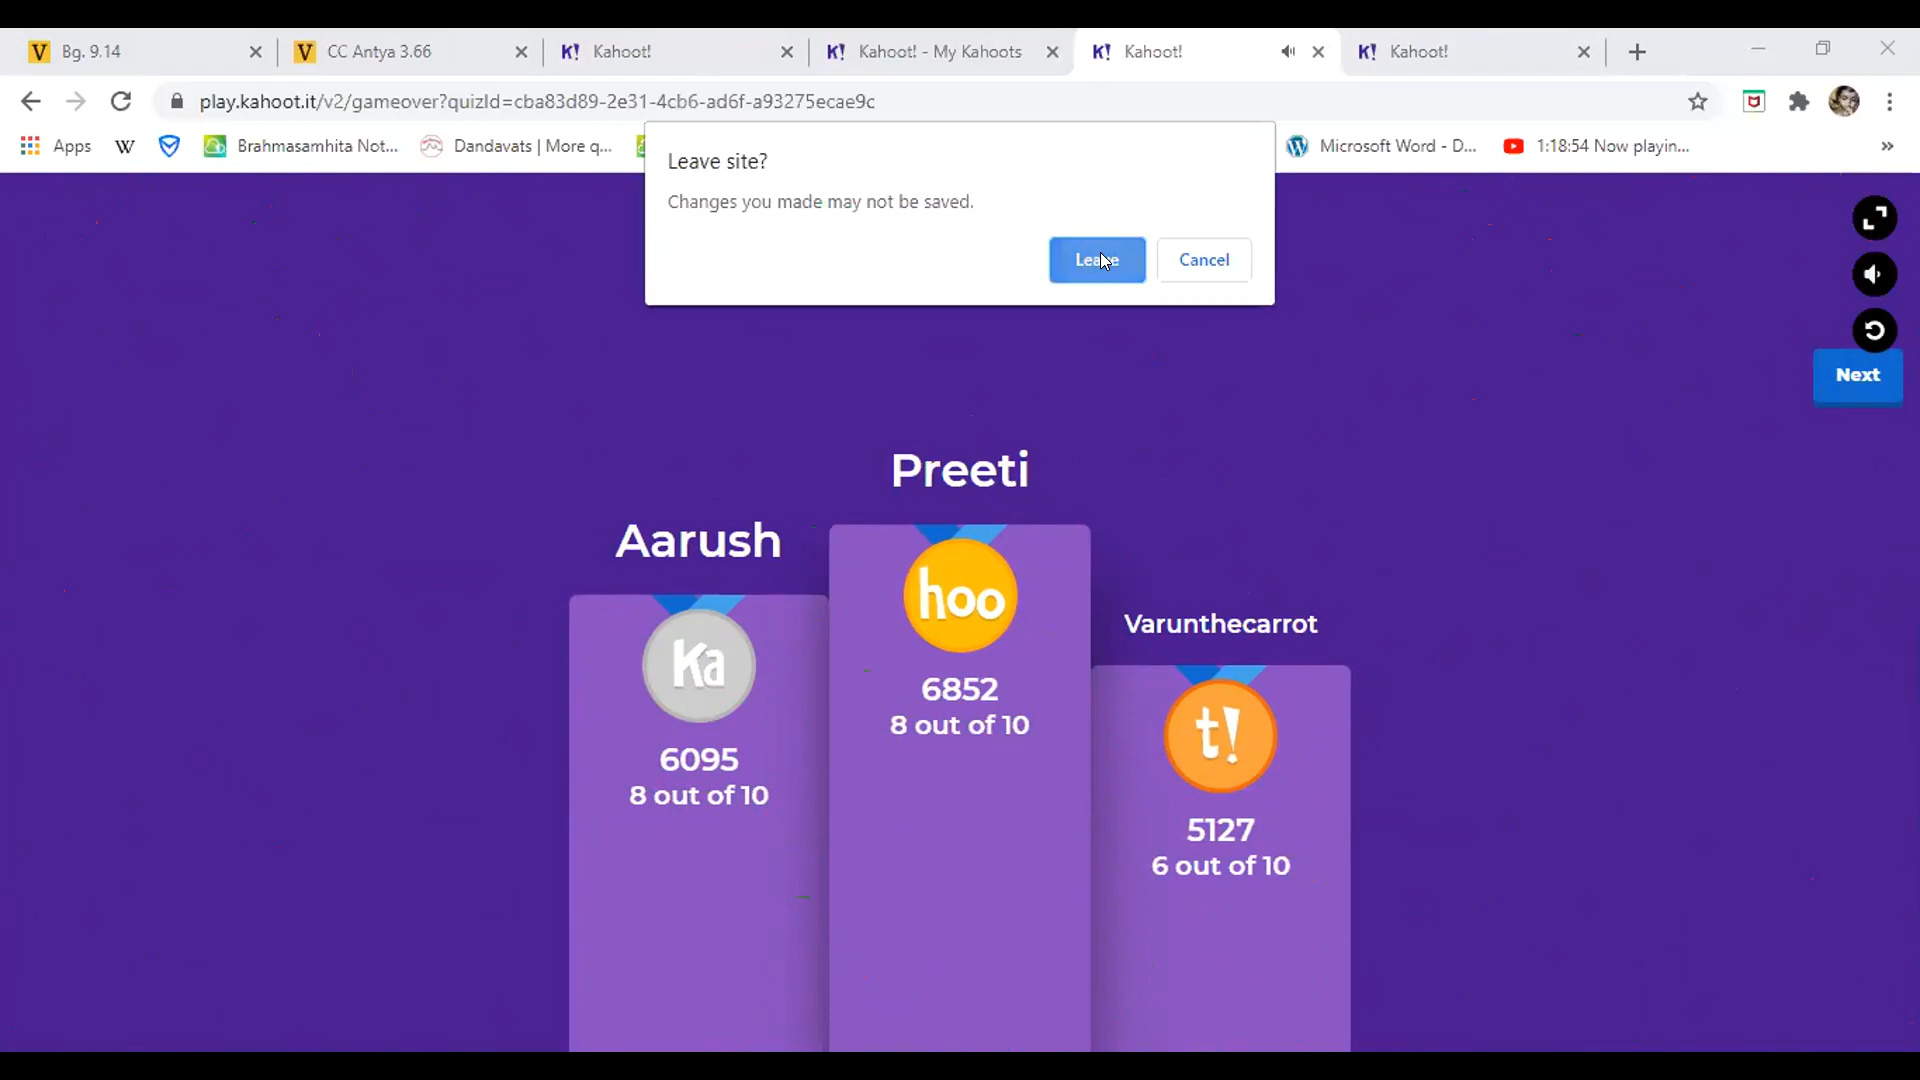 Bg. 9.14
CC Antya 3.66
Kahoot!
Kahoot! - My Kahoots
Kahoot!
Kahoot!
play.kahoot.it/v2/gameover?quizId=cba83d89-2e31-4cb6-ad6f-a93275ecae9c
Apps
Brahmasamhita Not...
Dandavats | More q...
Microsoft Word - D...
1:18:54 Now playin...
Leave site?
Changes you made may not be saved.
Leave
Cancel
Next
Preeti
Aarush
Varunthecarrot
hoo
6852
8 out of 10
Ka
6095
8 out of 10
t!
5127
6 out of 10